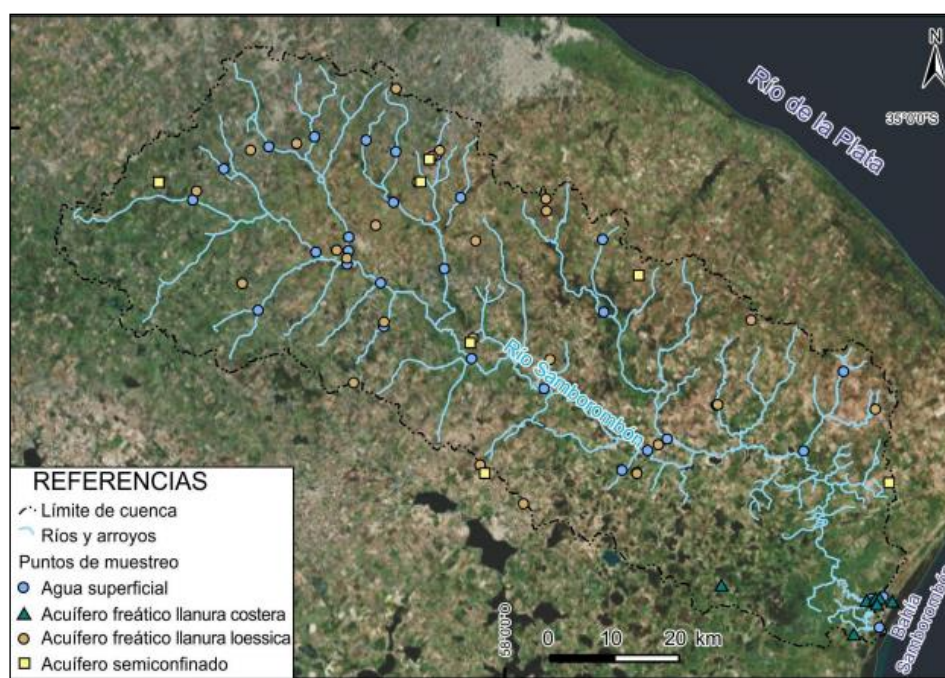 N
Río de la Plata
35°0'0"S
Río Samborombón
REFERENCIAS
Límite de cuenca
Ríos y arroyos
Puntos de muestreo
Agua superficial
Acuífero freático llanura costera
Acuífero freático llanura loessica
Acuífero semiconfinado
58°0'0"O
0 10 20 km
Bahía
Samborombón